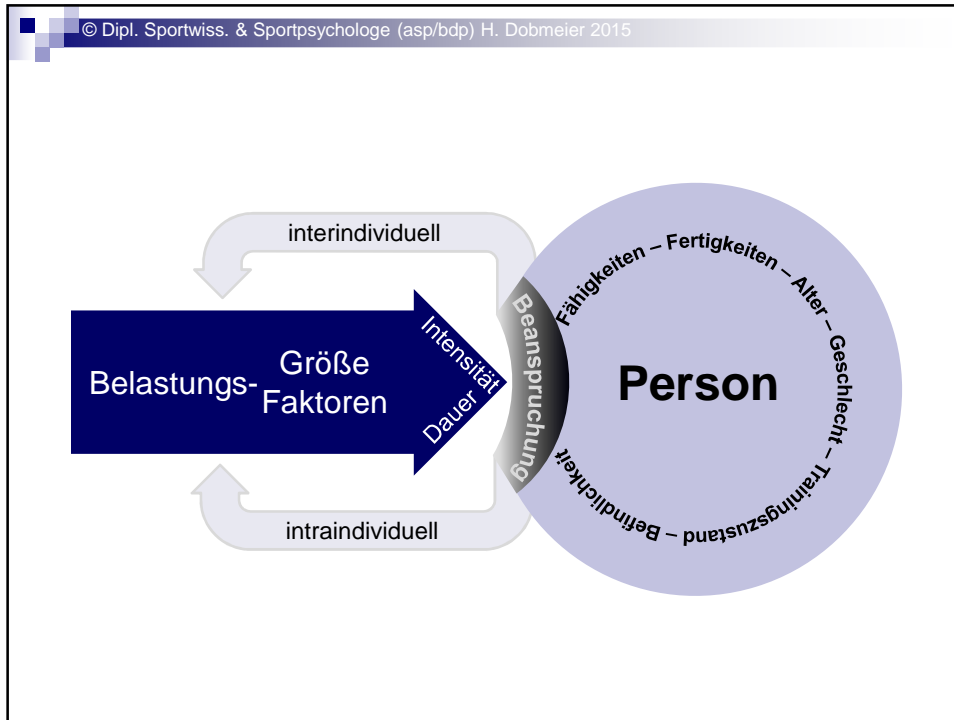 © Dipl. Sportwiss. & Sportpsychologe (asp/bdp) H. Dobmeier 2015
interindividuell
Belastungs-
Größe
Faktoren
Intensität
Dauer
Beanspruchung
Fähigkeiten – Fertigkeiten – Alter – Geschlecht – Trainingszustand – Befindlichkeit
Person
intraindividuell